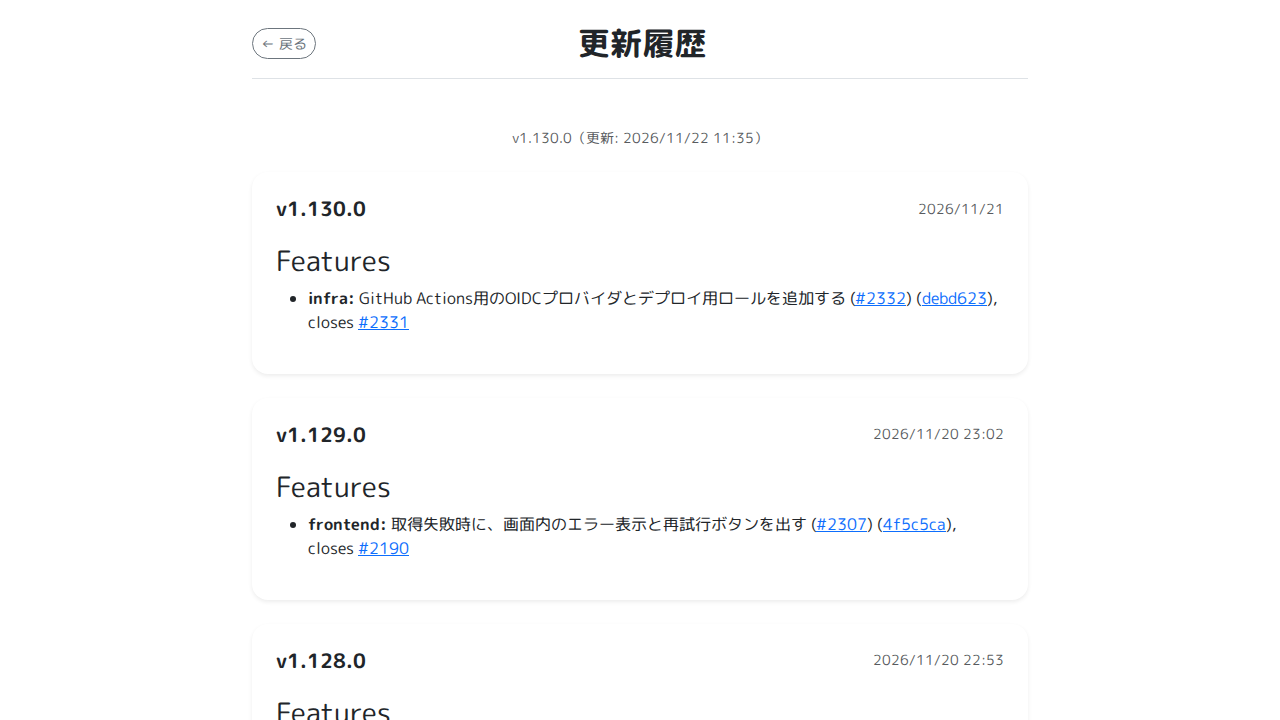 ← 戻る
更新履歴
v1.130.0（更新: 2026/11/22 11:35）
v1.130.0
2026/11/21
Features
infra: GitHub Actions用のOIDCプロバイダとデプロイ用ロールを追加する (#2332) (debd623),
closes #2331
v1.129.0
2026/11/20 23:02
Features
frontend: 取得失敗時に、画面内のエラー表示と再試行ボタンを出す (#2307) (4f5c5ca),
closes #2190
v1.128.0
2026/11/20 22:53
Features